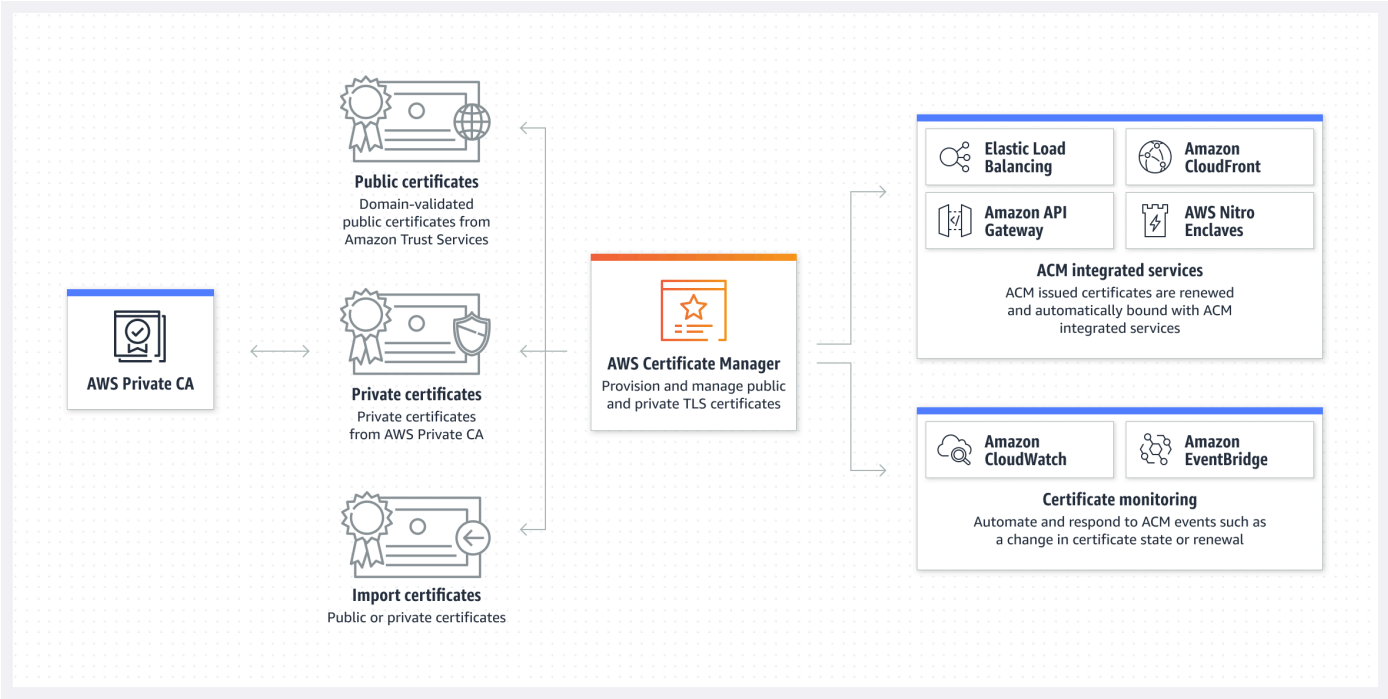 Public certificates
Domain-validated
public certificates from
Amazon Trust Services
AWS Private CA
Private certificates
Private certificates
from AWS Private CA
Import certificates
Public or private certificates
AWS Certificate Manager
Provision and manage public
and private TLS certificates
Elastic Load
Balancing
Amazon
CloudFront
Amazon API
Gateway
AWS Nitro
Enclaves
ACM integrated services
ACM issued certificates are renewed
and automatically bound with ACM
integrated services
Amazon
CloudWatch
Amazon
EventBridge
Certificate monitoring
Automate and respond to ACM events such as
a change in certificate state or renewal